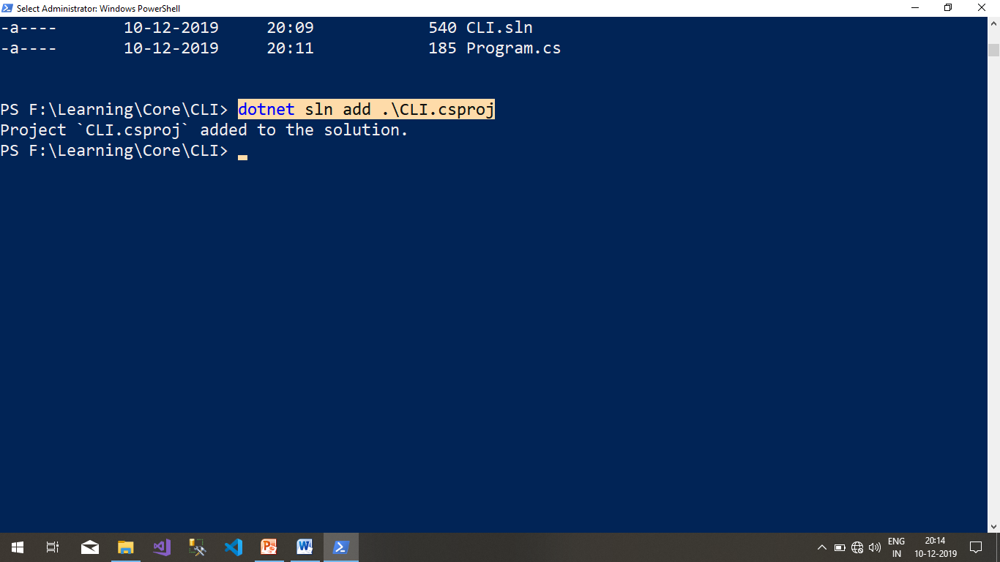 Select Administrator: Windows PowerShell
-a---- 10-12-2019 20:09 540 CLI.sln
-a---- 10-12-2019 20:11 185 Program.cs
PS F:\Learning\Core\CLI> dotnet sln add .\CLI.csproj
Project `CLI.csproj` added to the solution.
PS F:\Learning\Core\CLI>
ENG 20:14
IN 10-12-2019